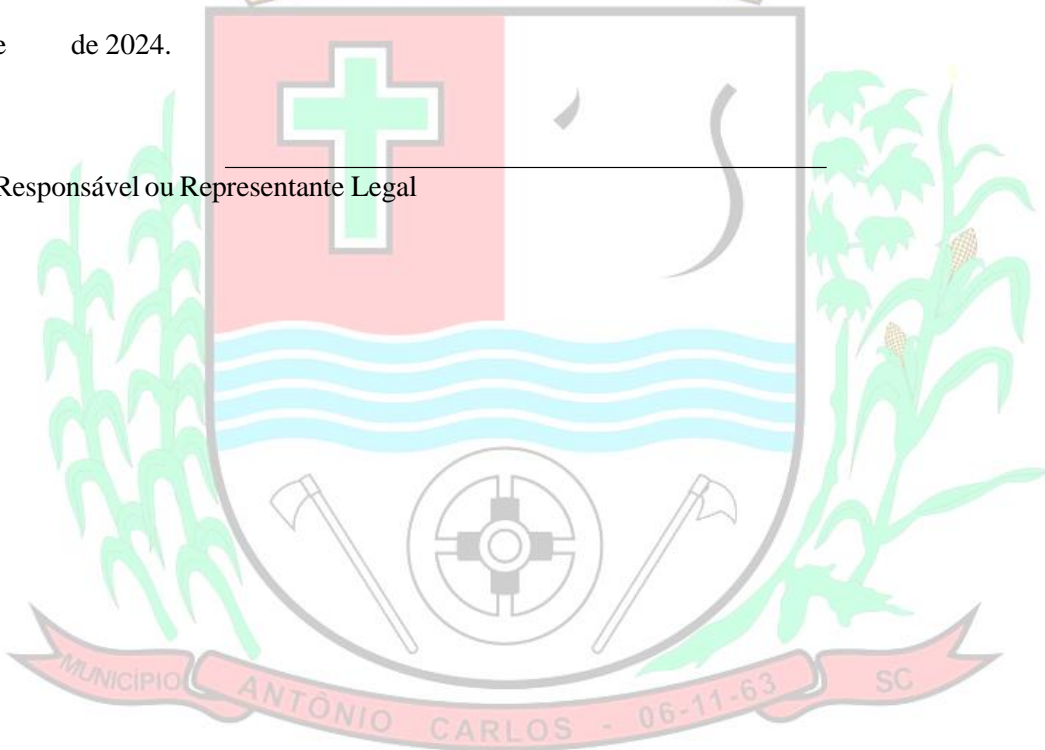 e de 2024.
Responsável ou Representante Legal
MUNICÍPIO ANTÔNIO CARLOS - 06-11-63 SC